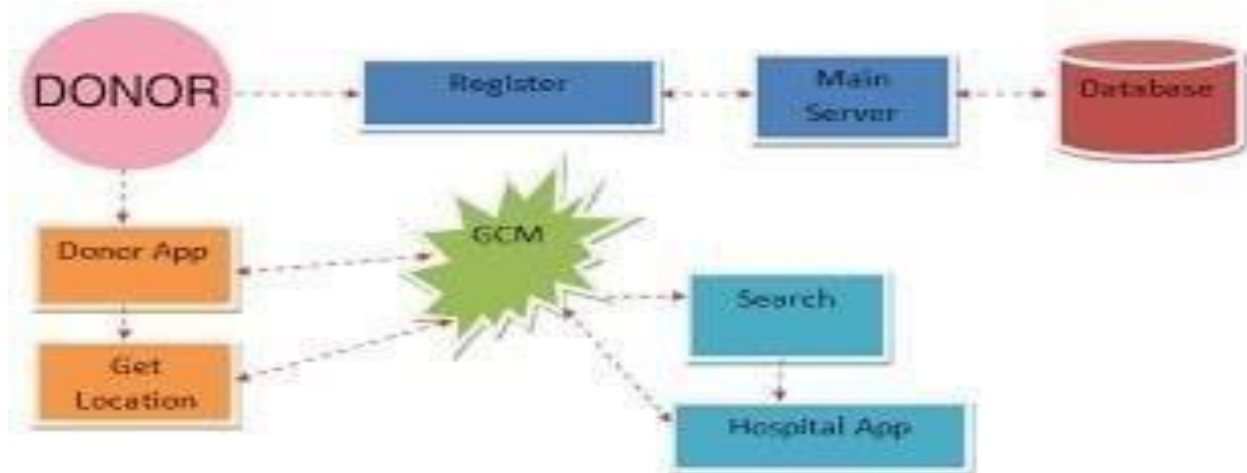 DONOR
Register
Main
Server
Database
Donor App
GCM
Search
Get
Location
Hospital App